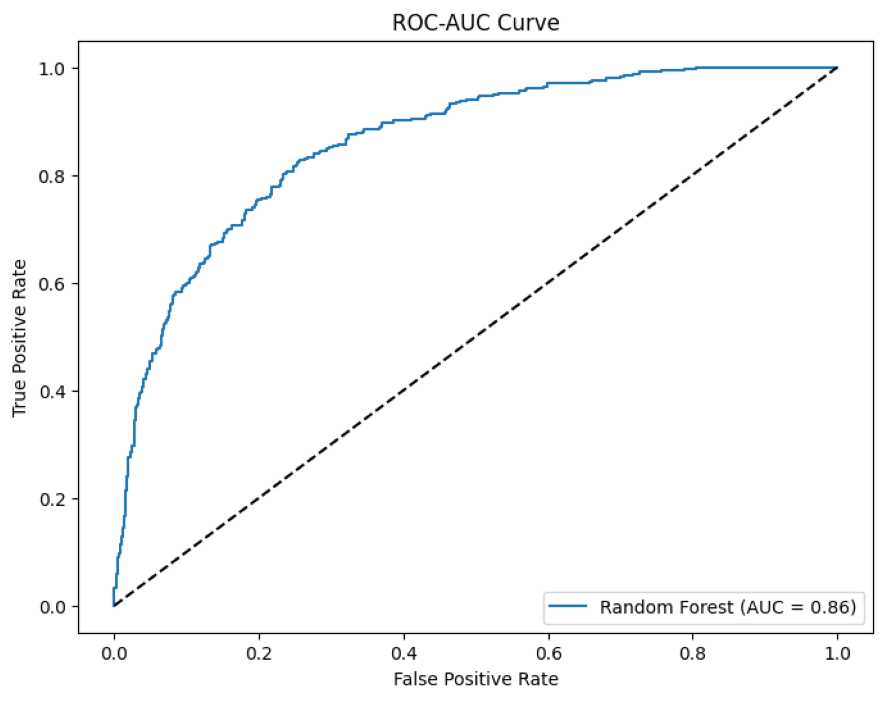 ROC-AUC Curve
True Positive Rate
1.0
0.8
0.6
0.4
0.2
0.0
Random Forest (AUC = 0.86)
0.0 0.2 0.4 0.6 0.8 1.0
False Positive Rate